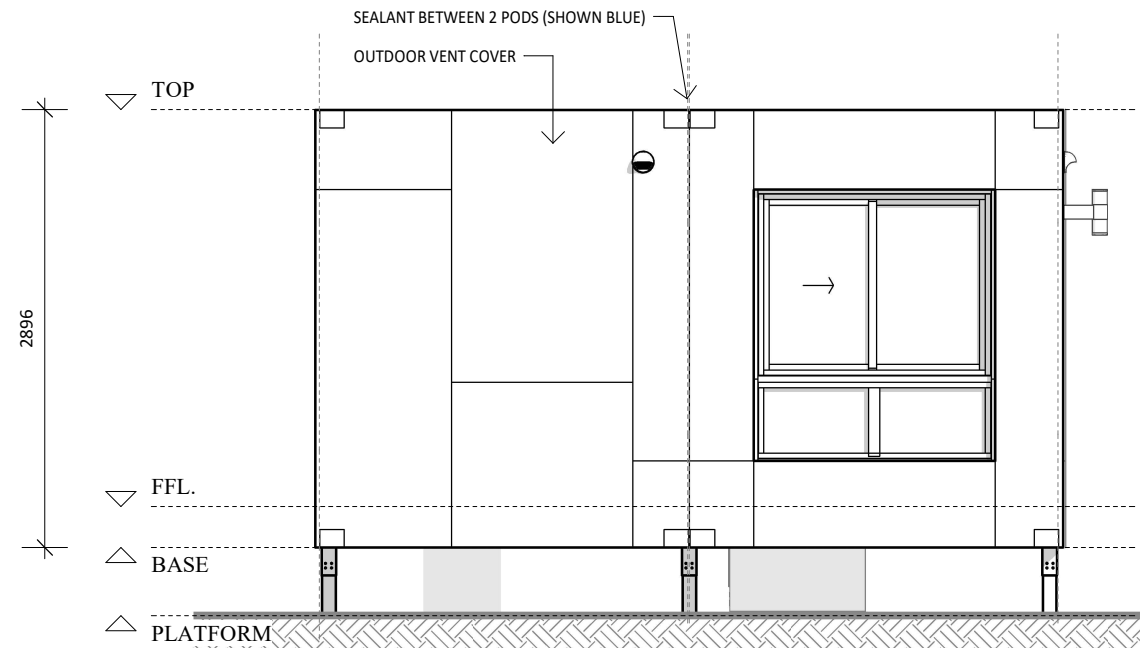 SEALANT BETWEEN 2 PODS (SHOWN BLUE)
OUTDOOR VENT COVER
TOP
2896
FFL.
BASE
PLATFORM